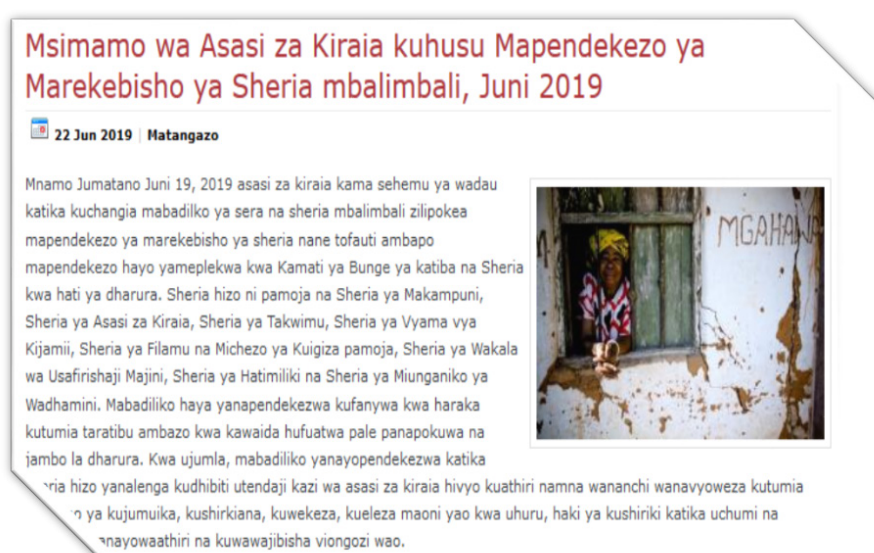 Msimamo wa Asasi za Kiraia kuhusu Mapendekezo ya
Marekebisho ya Sheria mbalimbali, Juni 2019
22 Jun 2019 | Matangazo
Mnamo Jumatano Juni 19, 2019 asasi za kiraia kama sehemu ya wadau
katika kuchangia mabadilko ya sera na sheria mbalimbali zilipokea
mapendekezo ya marekebisho ya sheria nane tofauti ambapo
mapendekezo hayo yameplekwa kwa Kamati ya Bunge ya katiba na Sheria
kwa hati ya dharura. Sheria hizo ni pamoja na Sheria ya Makampuni,
Sheria ya Asasi za Kiraia, Sheria ya Takwimu, Sheria ya Vyama vya
Kijamii, Sheria ya Filamu na Michezo ya Kuigiza pamoja, Sheria ya Wakala
wa Usafirishaji Majini, Sheria ya Hatimiliki na Sheria ya Miunganiko ya
Wadhamini. Mabadiliko haya yanapendekezwa kufanywa kwa haraka
kutumia taratibu ambazo kwa kawaida hufuatwa pale panapokuwa na
jambo la dharura. Kwa ujumla, mabadiliko yanayopendekezwa katika
hizo yanalenga kudhibiti utendaji kazi wa asasi za kiraia hivyo kuathiri namna wananchi wanavyoweza kutumia
ya kujumuika, kushirikiana, kuwekeza, kueleza maoni yao kwa uhuru, haki ya kushiriki katika uchumi na
na kuwawajibisha viongozi wao.
MGAHAWA